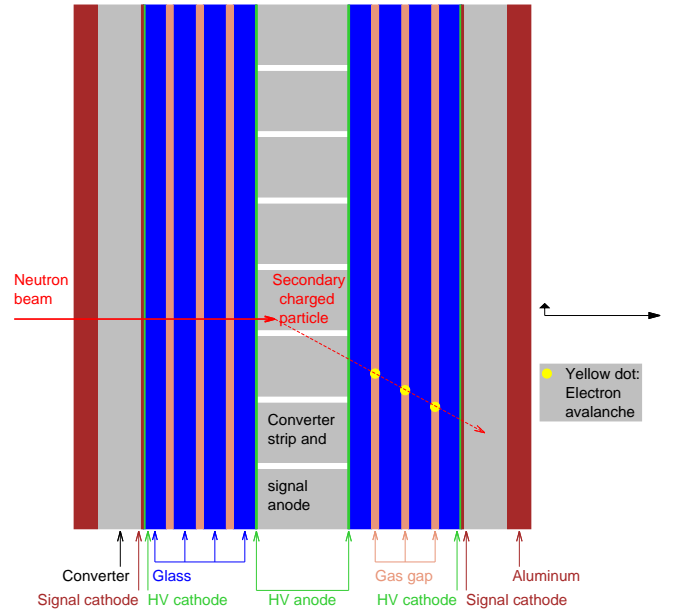 Neutron
beam
Secondary
charged
particle
Yellow dot:
Electron
avalanche
Converter
strip and
signal
anode
Converter
Glass
Gas gap
Aluminum
Signal cathode
HV cathode
HV anode
HV cathode
Signal cathode